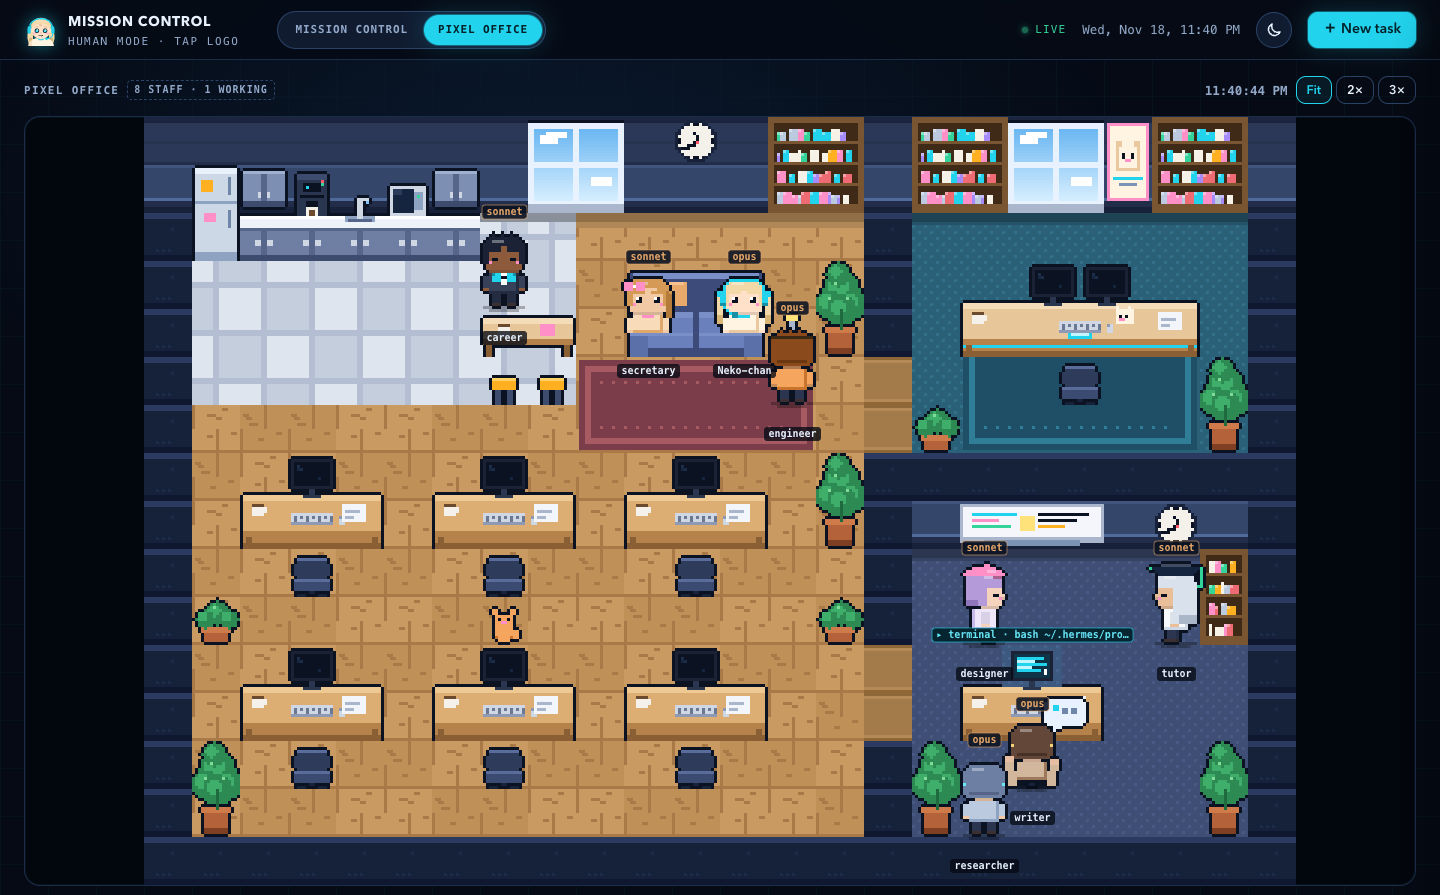 MISSION CONTROL
HUMAN MODE · TAP LOGO
MISSION CONTROL
PIXEL OFFICE
LIVE
Wed, Nov 18, 11:40 PM
+ New task
PIXEL OFFICE
8 STAFF · 1 WORKING
11:40:44 PM
Fit
2×
3×
sonnet
career
sonnet
opus
opus
secretary
Neko-chan
engineer
sonnet
sonnet
▸ terminal · bash ~/.hermes/pro…
designer
tutor
opus
opus
writer
researcher